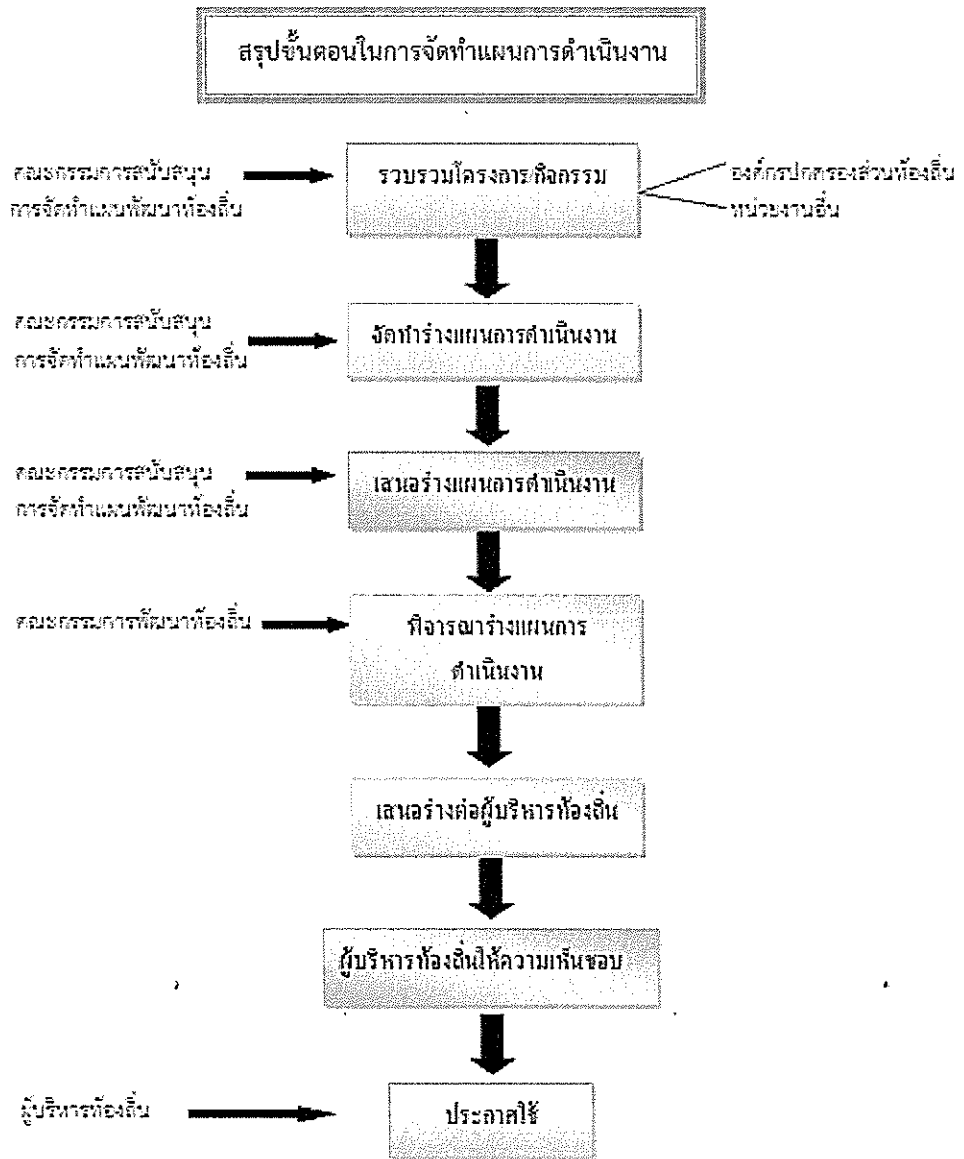 สรุปขั้นตอนในการจัดทำแผนการดำเนินงาน
คณะกรรมการสนับสนุน
การจัดทำแผนพัฒนาท้องถิ่น
รวบรวมโครงการ/กิจกรรม
องค์กรปกครองส่วนท้องถิ่น
หน่วยงานอื่น
คณะกรรมการสนับสนุน
การจัดทำแผนพัฒนาท้องถิ่น
จัดทำร่างแผนการดำเนินงาน
คณะกรรมการสนับสนุน
การจัดทำแผนพัฒนาท้องถิ่น
เสนอร่างแผนการดำเนินงาน
คณะกรรมการพัฒนาท้องถิ่น
พิจารณาร่างแผนการ
ดำเนินงาน
เสนอร่างต่อผู้บริหารท้องถิ่น
ผู้บริหารท้องถิ่นให้ความเห็นชอบ
ผู้บริหารท้องถิ่น
ประกาศใช้